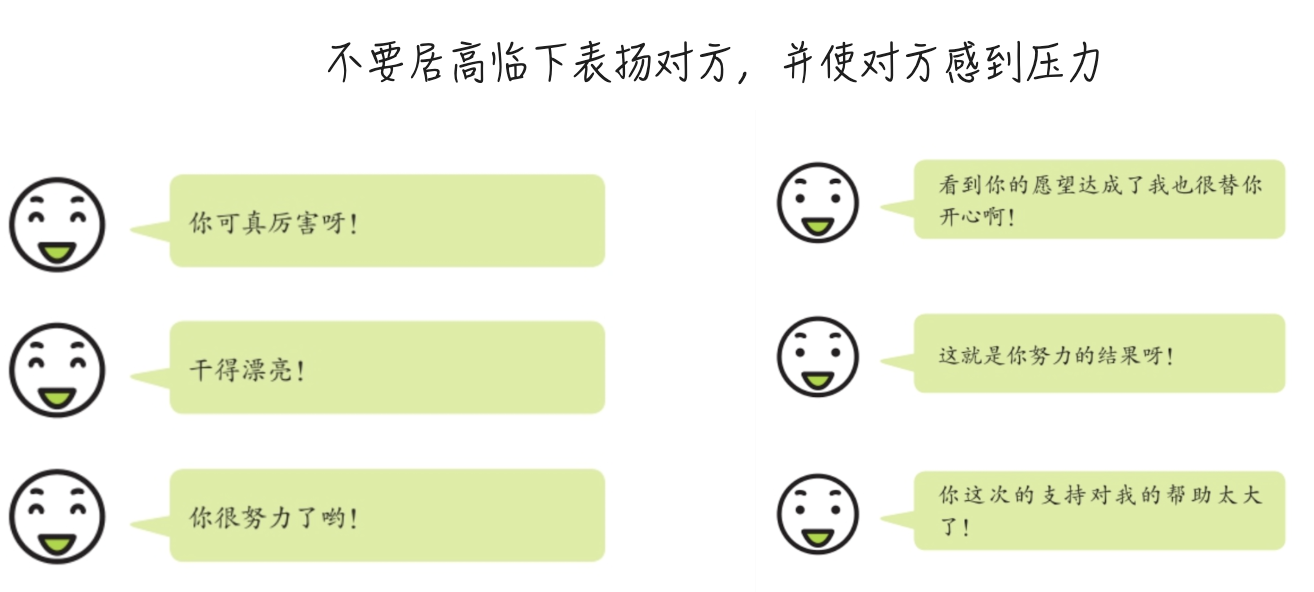 不要居高临下表扬对方，并使对方感到压力
你可真厉害呀！
干得漂亮！
你很努力了哟！
看到你的愿望达成了我也很替你
开心啊！
这就是你努力的结果呀！
你这次的支持对我的帮助太大
了！